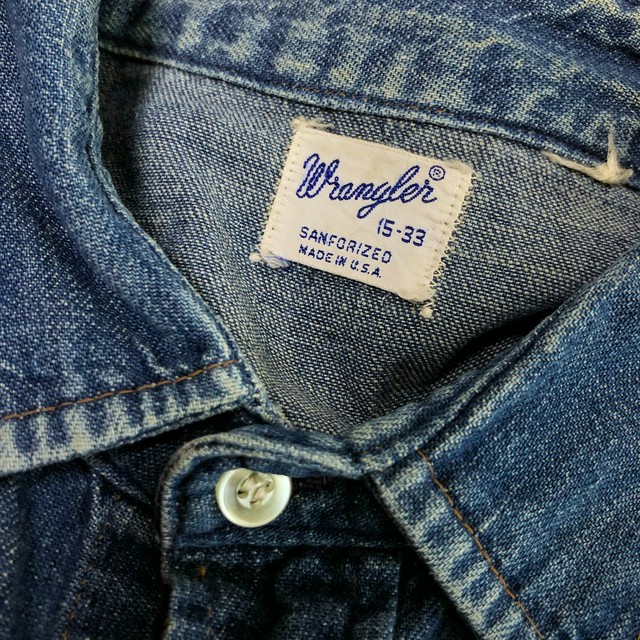 Wrangler®
15-33
SANFORIZED
MADE IN U.S.A.